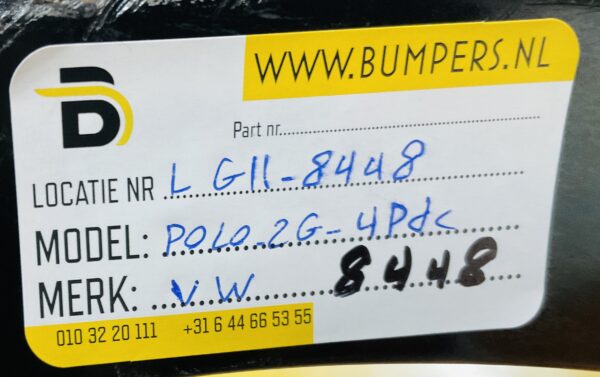 WWW.BUMPERS.NL
B
Part nr.
LOCATIE NR L G11-8448
MODEL: POLO-2G-4Pdc
MERK: VW 8448
010 32 20 111 +31 6 44 66 53 55